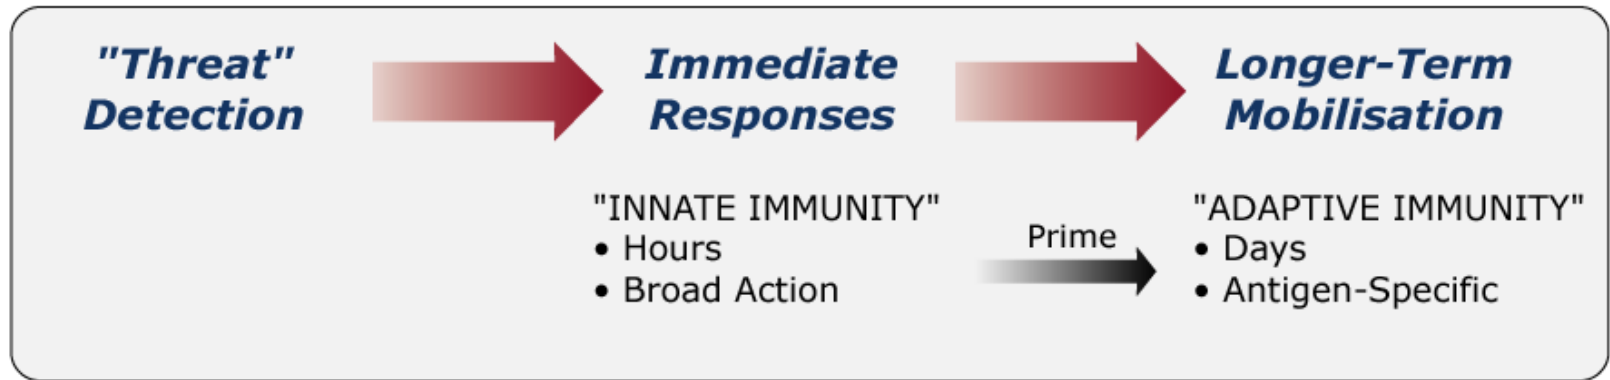 "Threat"
Detection
Immediate
Responses
Longer-Term
Mobilisation
"INNATE IMMUNITY"
• Hours
• Broad Action
Prime
"ADAPTIVE IMMUNITY"
• Days
• Antigen-Specific